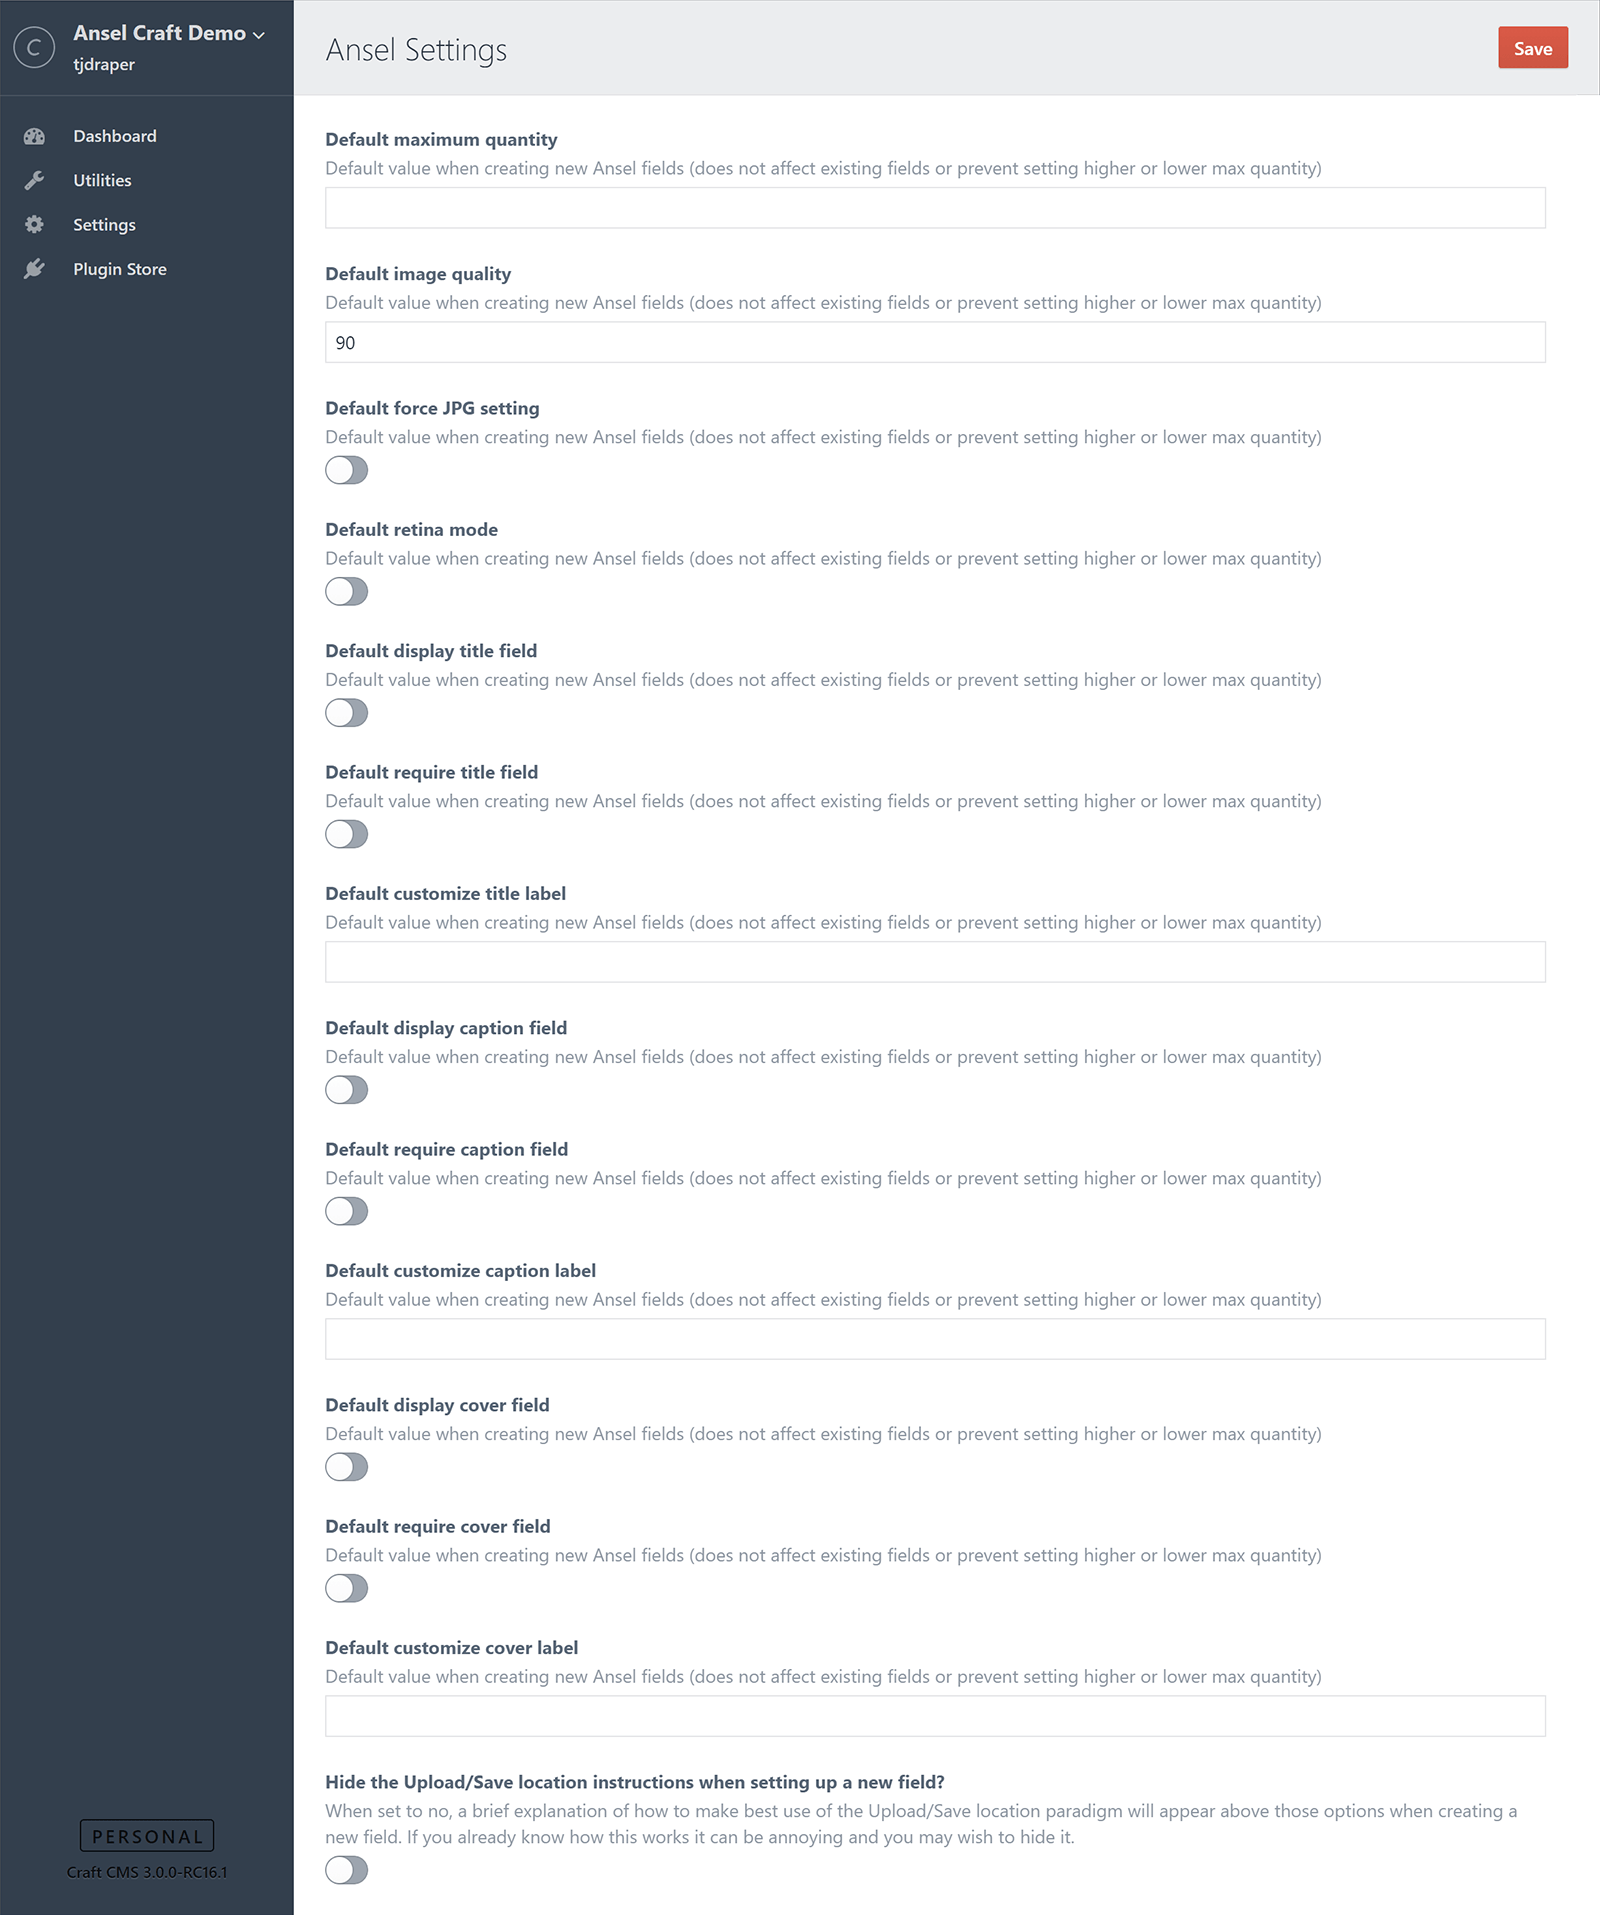 C
Ansel Craft Demo
tjdraper
Dashboard
Utilities
Settings
Plugin Store
PERSONAL
Craft CMS 3.0.0-RC16.1
Ansel Settings
Save
Default maximum quantity
Default value when creating new Ansel fields (does not affect existing fields or prevent setting higher or lower max quantity)
Default image quality
Default value when creating new Ansel fields (does not affect existing fields or prevent setting higher or lower max quantity)
90
Default force JPG setting
Default value when creating new Ansel fields (does not affect existing fields or prevent setting higher or lower max quantity)
Default retina mode
Default value when creating new Ansel fields (does not affect existing fields or prevent setting higher or lower max quantity)
Default display title field
Default value when creating new Ansel fields (does not affect existing fields or prevent setting higher or lower max quantity)
Default require title field
Default value when creating new Ansel fields (does not affect existing fields or prevent setting higher or lower max quantity)
Default customize title label
Default value when creating new Ansel fields (does not affect existing fields or prevent setting higher or lower max quantity)
Default display caption field
Default value when creating new Ansel fields (does not affect existing fields or prevent setting higher or lower max quantity)
Default require caption field
Default value when creating new Ansel fields (does not affect existing fields or prevent setting higher or lower max quantity)
Default customize caption label
Default value when creating new Ansel fields (does not affect existing fields or prevent setting higher or lower max quantity)
Default display cover field
Default value when creating new Ansel fields (does not affect existing fields or prevent setting higher or lower max quantity)
Default require cover field
Default value when creating new Ansel fields (does not affect existing fields or prevent setting higher or lower max quantity)
Default customize cover label
Default value when creating new Ansel fields (does not affect existing fields or prevent setting higher or lower max quantity)
Hide the Upload/Save location instructions when setting up a new field?
When set to no, a brief explanation of how to make best use of the Upload/Save location paradigm will appear above those options when creating a
new field. If you already know how this works it can be annoying and you may wish to hide it.